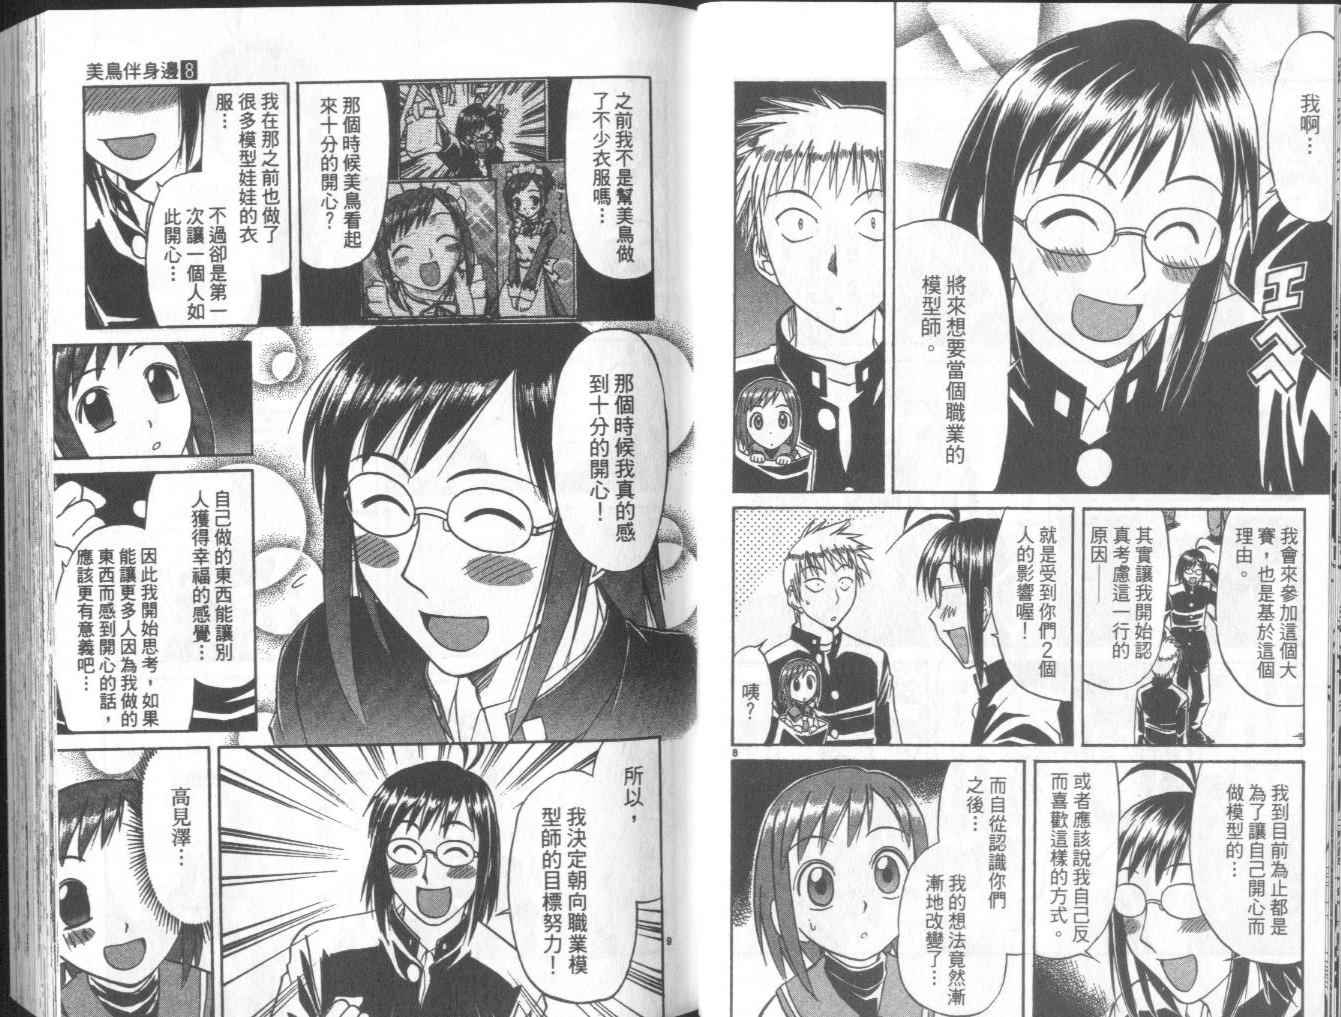 我啊…
將來想要當個職業的
模型師。
エヘヘ
我會來參加這個大
賽，也是基於這個
理由。
其實讓我開始認
真考慮這一行的
原因——
就是受到你們2個
人的影響喔！
咦？
8
我到目前為止都是
為了讓自己開心而
做模型的…
或者應該說我自己反
而喜歡這樣的方式。
而自從認識你們
之後…
我的想法竟然漸
漸地改變了…
美鳥伴身邊8
之前我不是幫美鳥做
了不少衣服嗎…
那個時候美鳥看起
來十分的開心？
我在那之前也做了
很多模型娃娃的衣
服…
不過卻是第一
次讓一個人如
此開心…
那個時候我真的感
到十分的開心！
自己做的東西能讓別
人獲得幸福的感覺…
因此我開始思考，如果
能讓更多人因為我做的
東西而感到開心的話，
應該更有意義吧…
所以，
我決定朝向職業模
型師的目標努力！
高見澤…
9